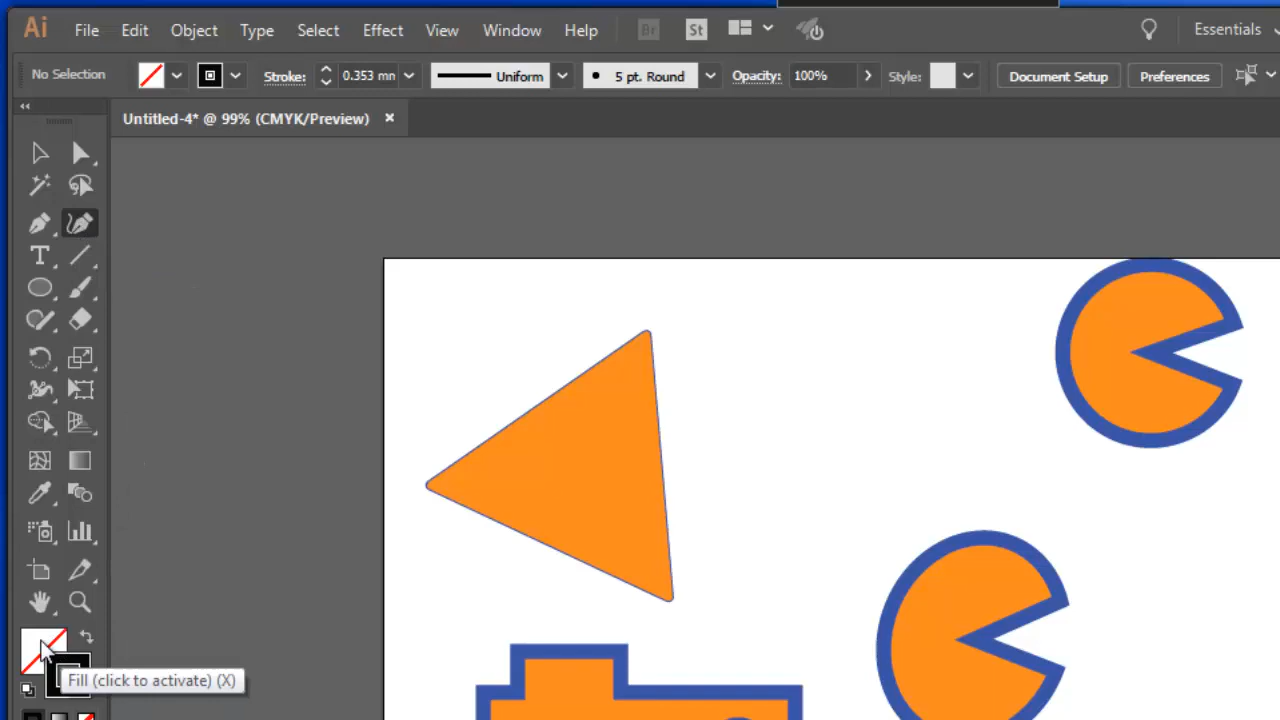 Ai File Edit Object Type Select Effect View Window Help Br St Essentials
No Selection Stroke: 0.353 mn Uniform 5 pt. Round Opacity: 100% Style: Document Setup Preferences
Untitled-4* @ 99% (CMYK/Preview) ×
T
Fill (click to activate) (X)